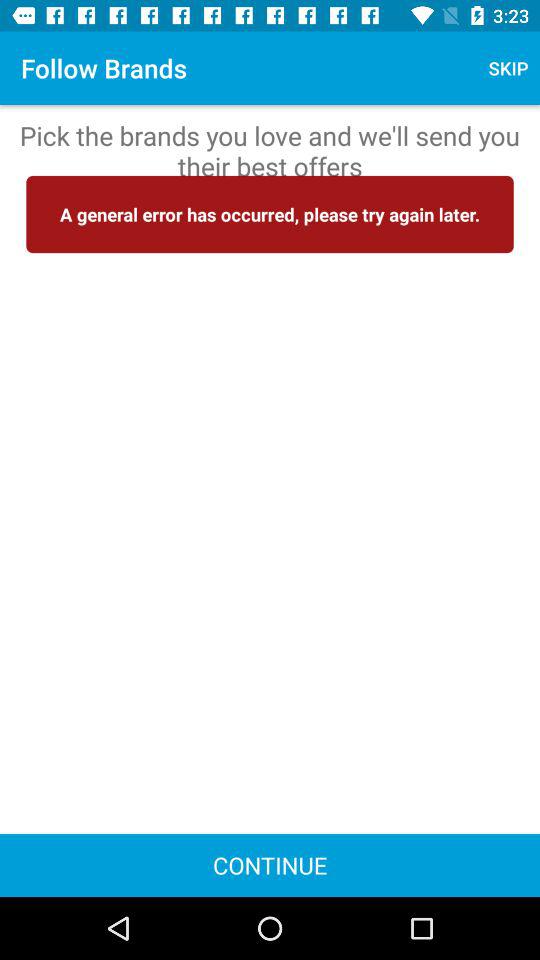 3:23
Follow Brands
SKIP
Pick the brands you love and we'll send you
their best offers
A general error has occurred, please try again later.
CONTINUE